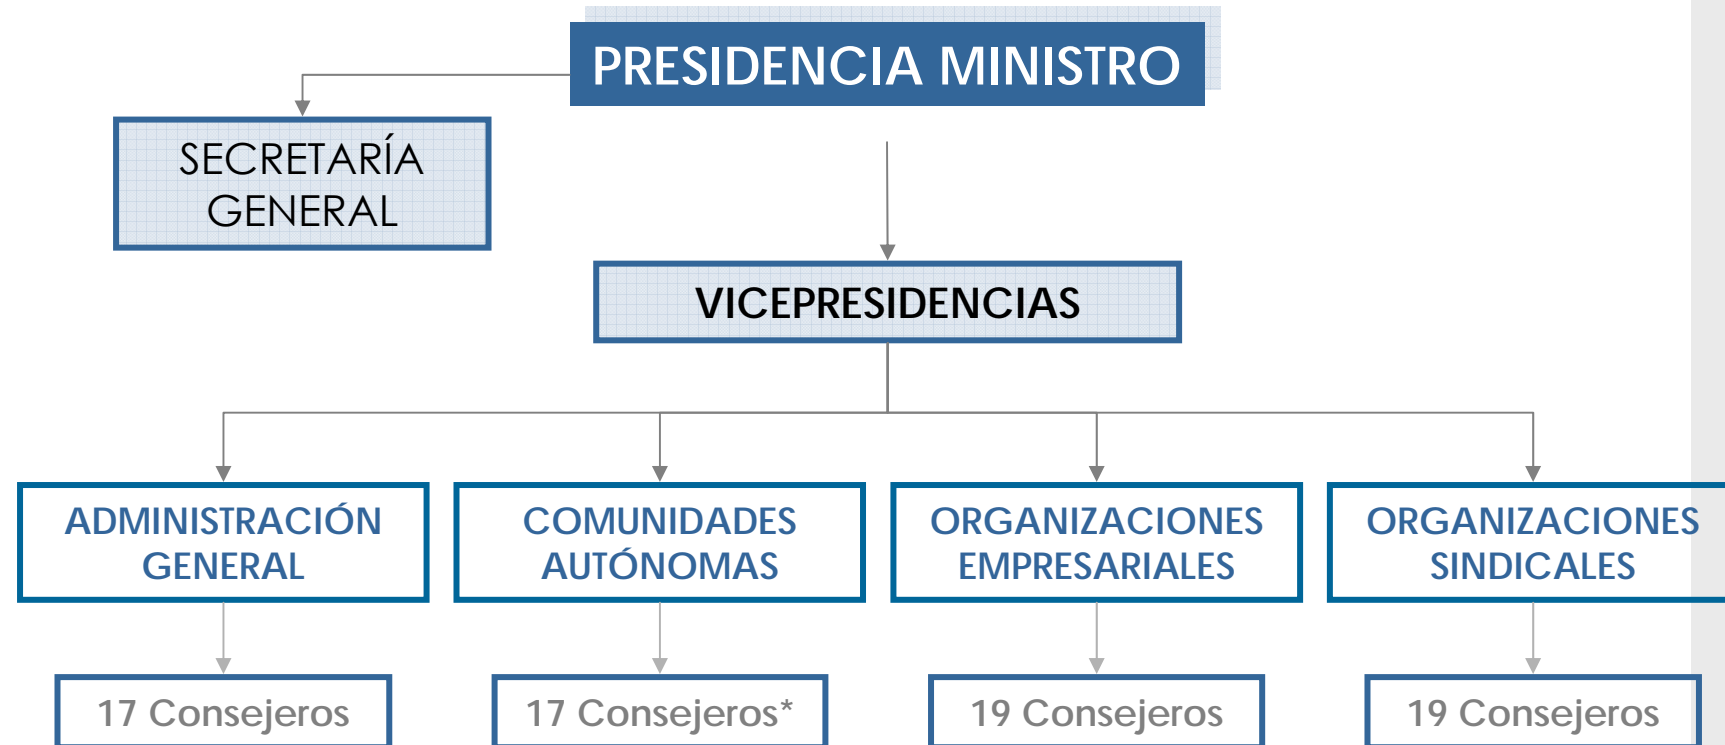 PRESIDENCIA MINISTRO
SECRETARÍA
GENERAL
VICEPRESIDENCIAS
ADMINISTRACIÓN
GENERAL
COMUNIDADES
AUTÓNOMAS
ORGANIZACIONES
EMPRESARIALES
ORGANIZACIONES
SINDICALES
17 Consejeros
17 Consejeros*
19 Consejeros
19 Consejeros